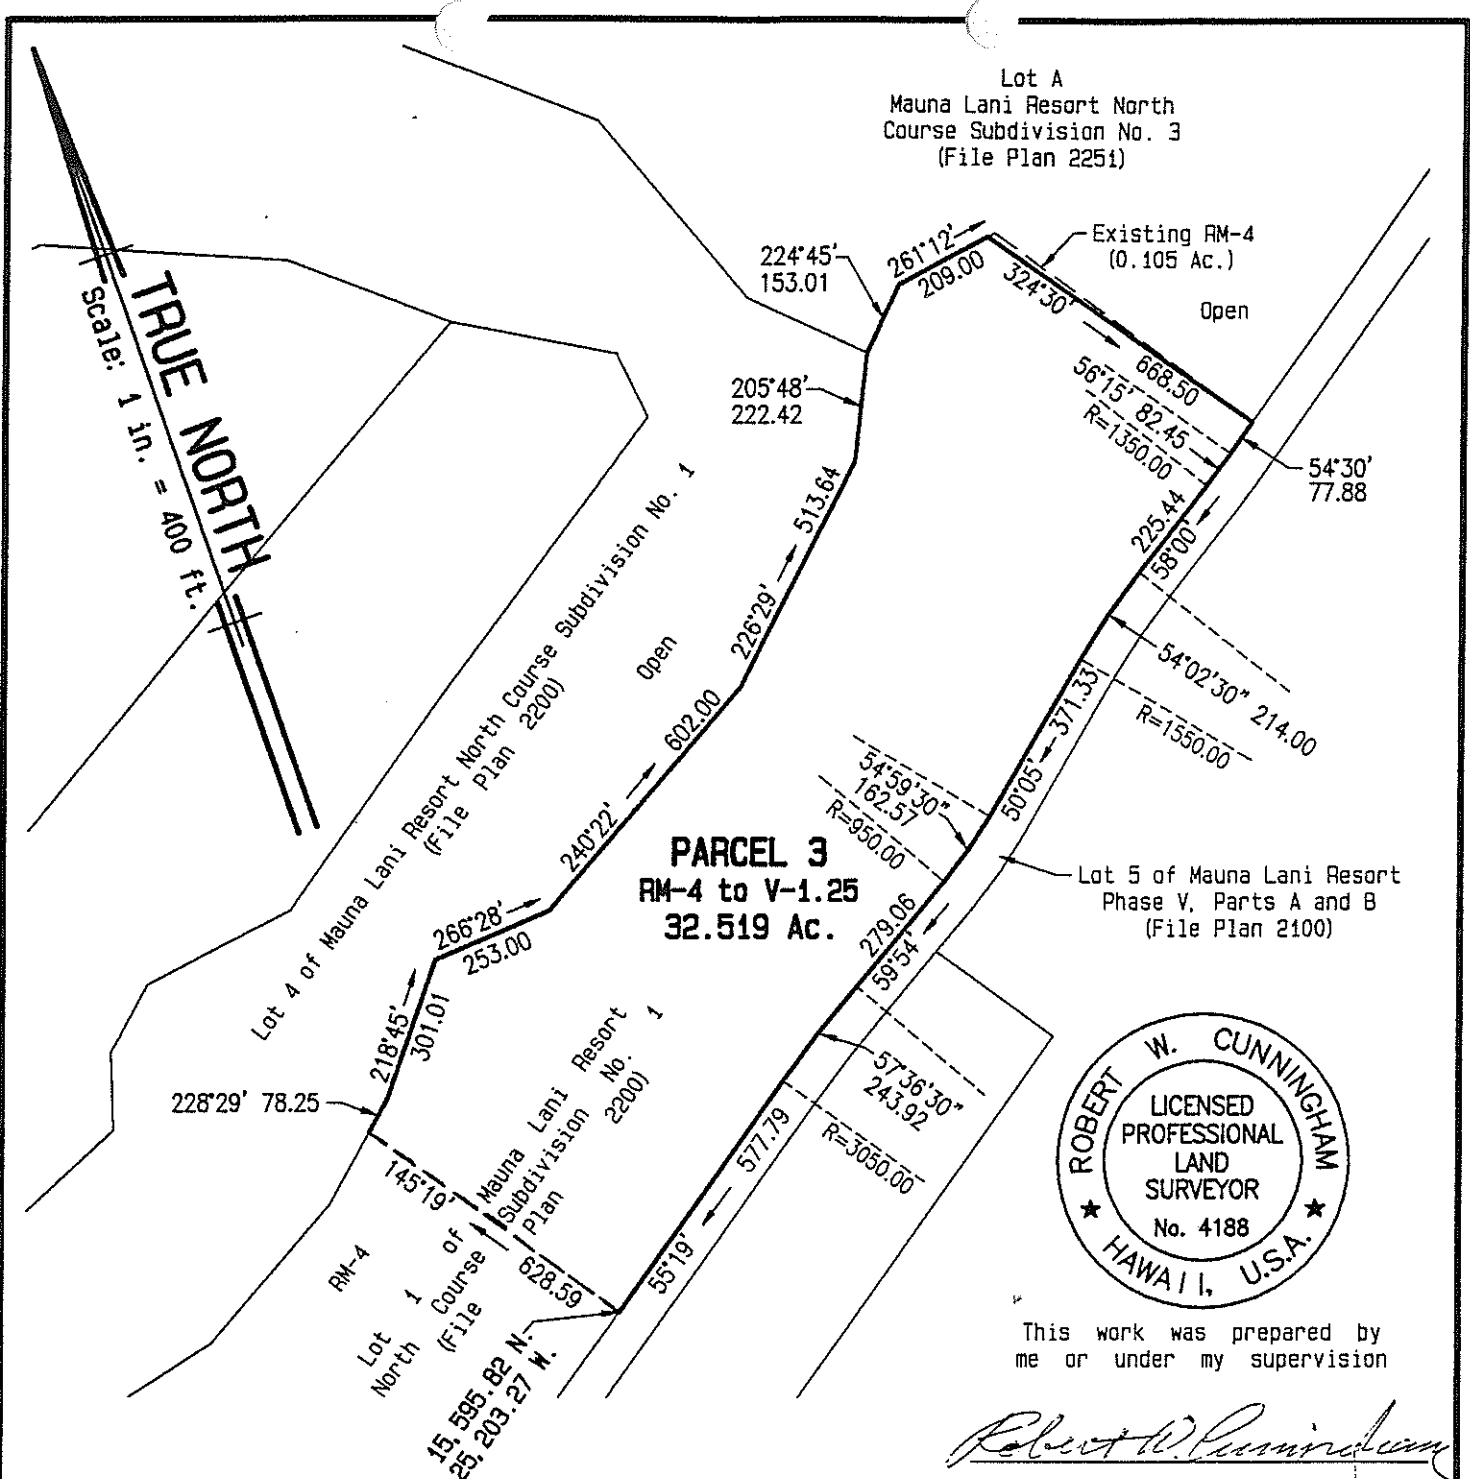 Lot A
Mauna Lani Resort North
Course Subdivision No. 3
(File Plan 2251)
Existing RM-4
(0.105 Ac.)
Open
TRUE NORTH
Scale: 1 in. = 400 ft.
224°45'
153.01
261°12'
209.00
324°30'
668.50
205°48'
222.42
56°15' 82.45
R=1350.00
54°30'
77.88
225.44
58°00'
54°02'30" 214.00
R=1550.00
371.33
50°05'
54°59'30"
162.57
R=950.00
513.64
226°29'
602.00
240°22'
Lot 4 of Mauna Lani Resort North Course Subdivision No. 1
(File Plan 2200)
Open
PARCEL 3
RM-4 to V-1.25
32.519 Ac.
Lot 5 of Mauna Lani Resort
Phase V, Parts A and B
(File Plan 2100)
279.06
59°54'
266°28'
253.00
218°45'
301.01
228°29' 78.25
57°36'30"
243.92
R=3050.00
577.79
55°19'
145°19'
628.59
RM-4
Lot 1 of Mauna Lani Resort
North Course Subdivision No. 1
(File Plan 2200)
15,595.82 N.
25,203.27 W.
ROBERT W. CUNNINGHAM
LICENSED
PROFESSIONAL
LAND
SURVEYOR
No. 4188
HAWAII, U.S.A.
This work was prepared by
me or under my supervision
Robert W. Cunningham